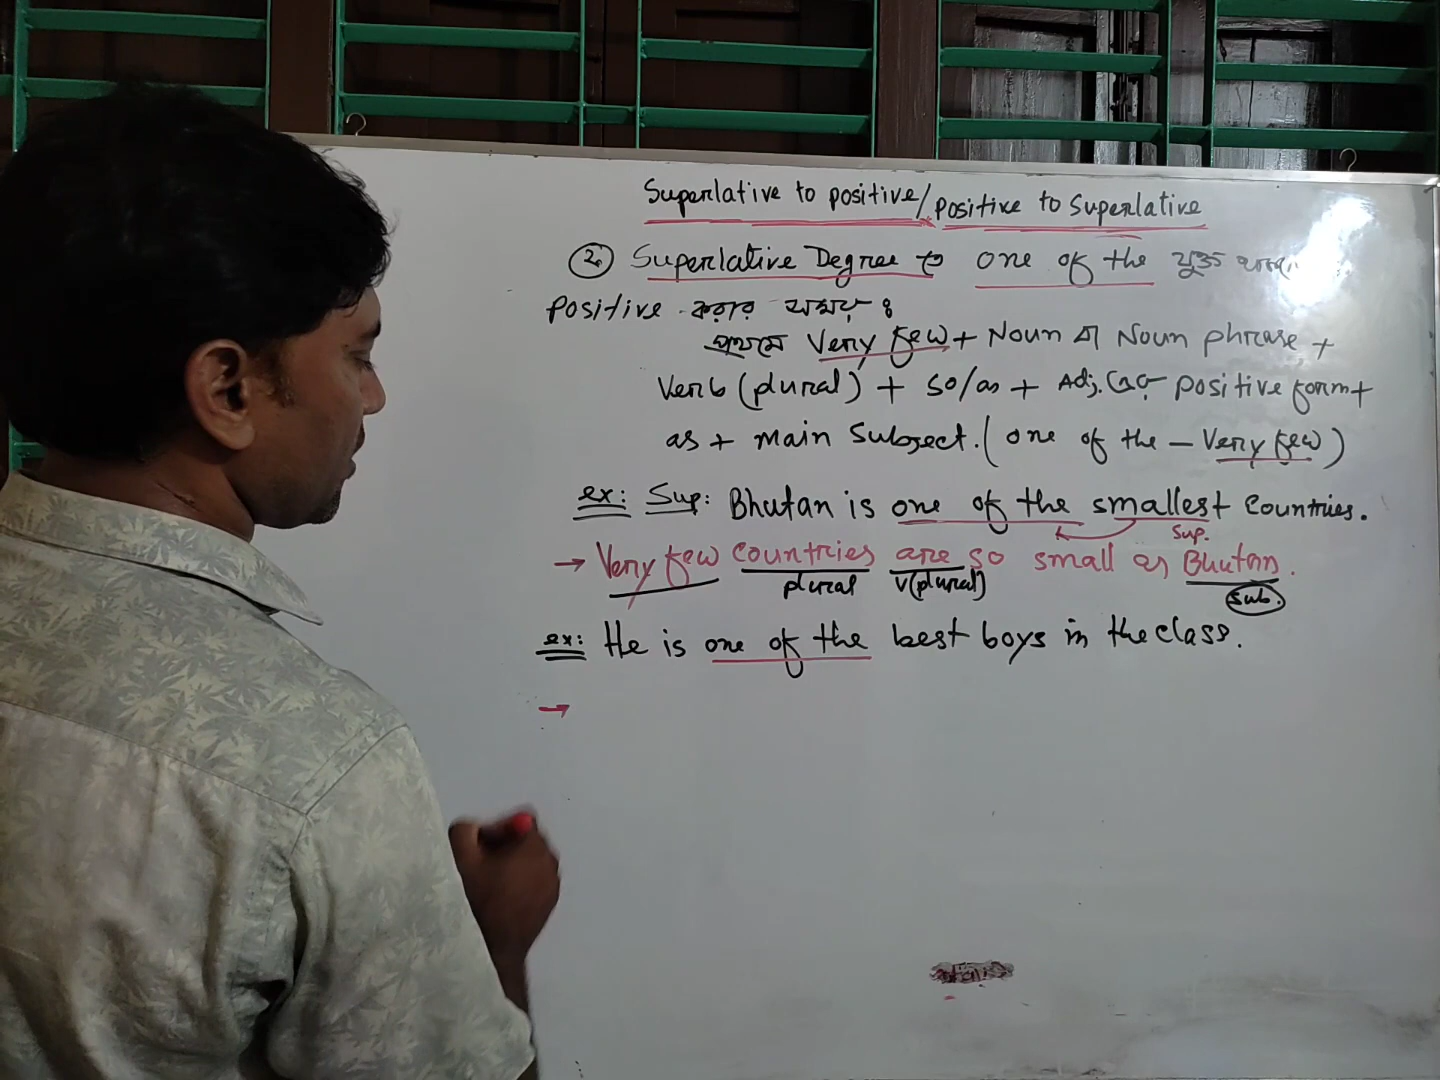 Superlative to positive/positive to Superlative
② Superlative Degree এ one of the যুক্ত
positive করার সময় ঃ
প্রথমে Very few + Noun বা Noun phrase +
Verb (plural) + so/as + Adj. এর positive form +
as + main Subject. (one of the – Very few)
ex: Sup: Bhutan is one of the smallest Countries.
Sup.
→ Very few Countries are so small as Bhutan.
plural V(plural) Sub.
ex: He is one of the best boys in the class.
→